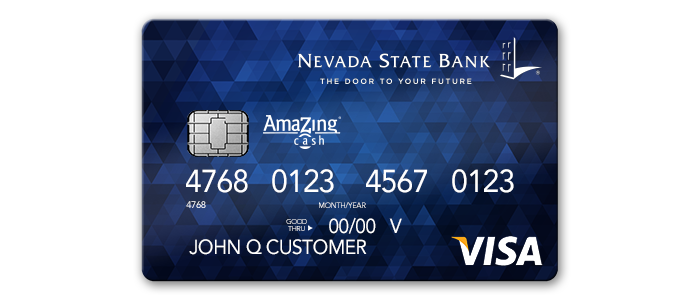 NEVADA STATE BANK
THE DOOR TO YOUR FUTURE
AmaZing
cash
4768 0123 4567 0123
4768
MONTH/YEAR
GOOD
THRU 00/00 V
JOHN Q CUSTOMER
VISA